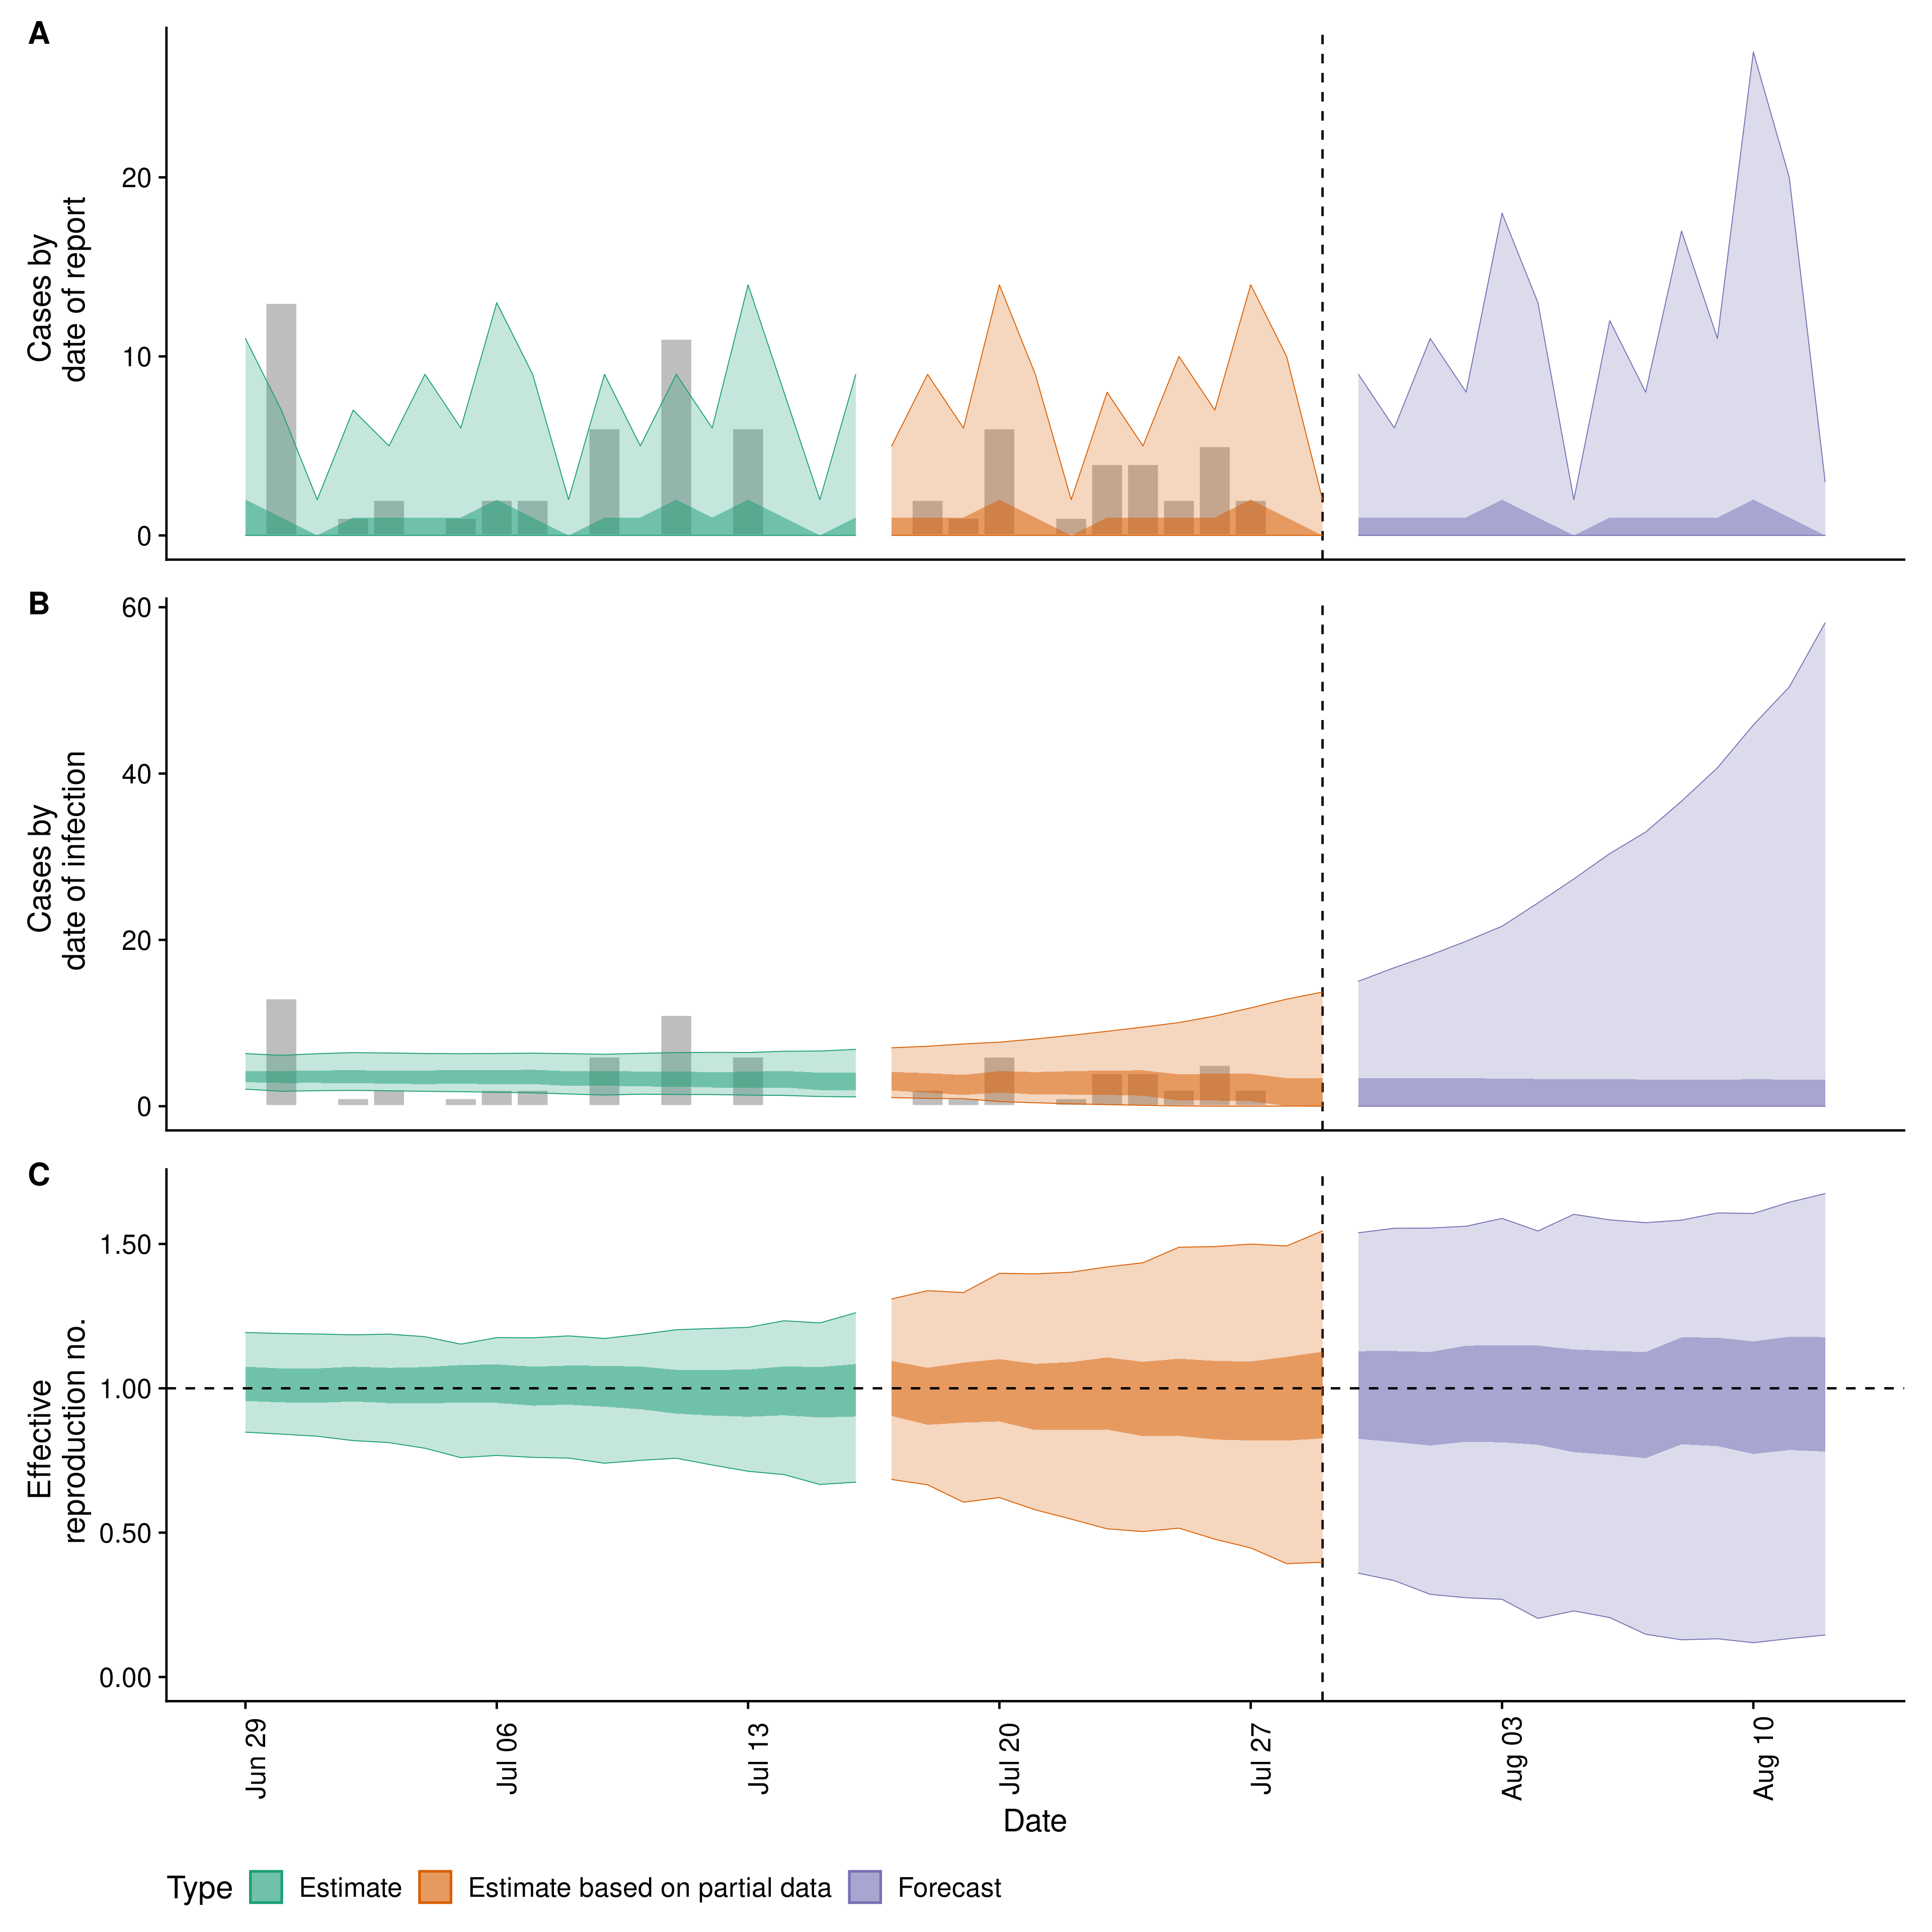 A
Cases by
date of report
20
10
0
B
Cases by
date of infection
60
40
20
0
C
Effective
reproduction no.
1.50
1.00
0.50
0.00
Jun 29
Jul 06
Jul 13
Jul 20
Jul 27
Aug 03
Aug 10
Date
Type Estimate Estimate based on partial data Forecast